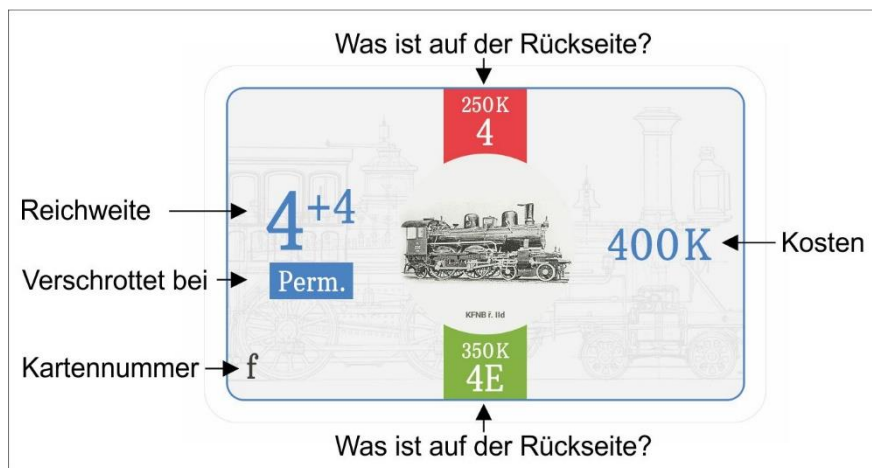 Was ist auf der Rückseite?
250K
4
Reichweite
4+4
400K
Kosten
Verschrottet bei
Perm.
KFNB ř. IId
Kartennummer
f
350K
4E
Was ist auf der Rückseite?